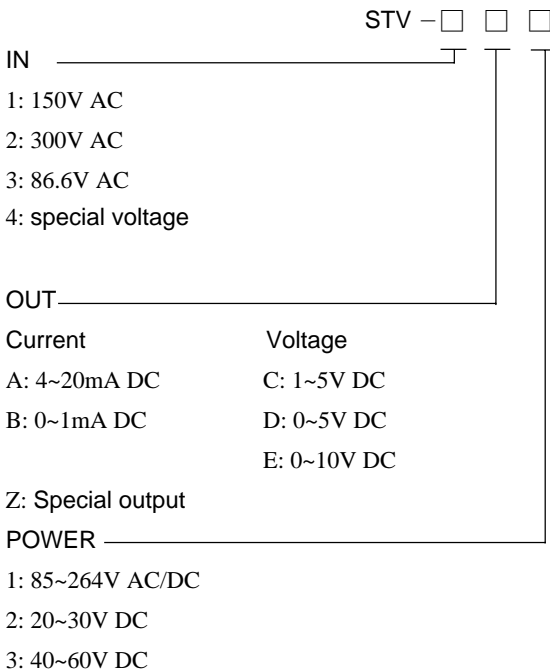 STV －□ □ □
IN
1: 150V AC
2: 300V AC
3: 86.6V AC
4: special voltage
OUT
Current Voltage
A: 4~20mA DC C: 1~5V DC
B: 0~1mA DC D: 0~5V DC
E: 0~10V DC
Z: Special output
POWER
1: 85~264V AC/DC
2: 20~30V DC
3: 40~60V DC